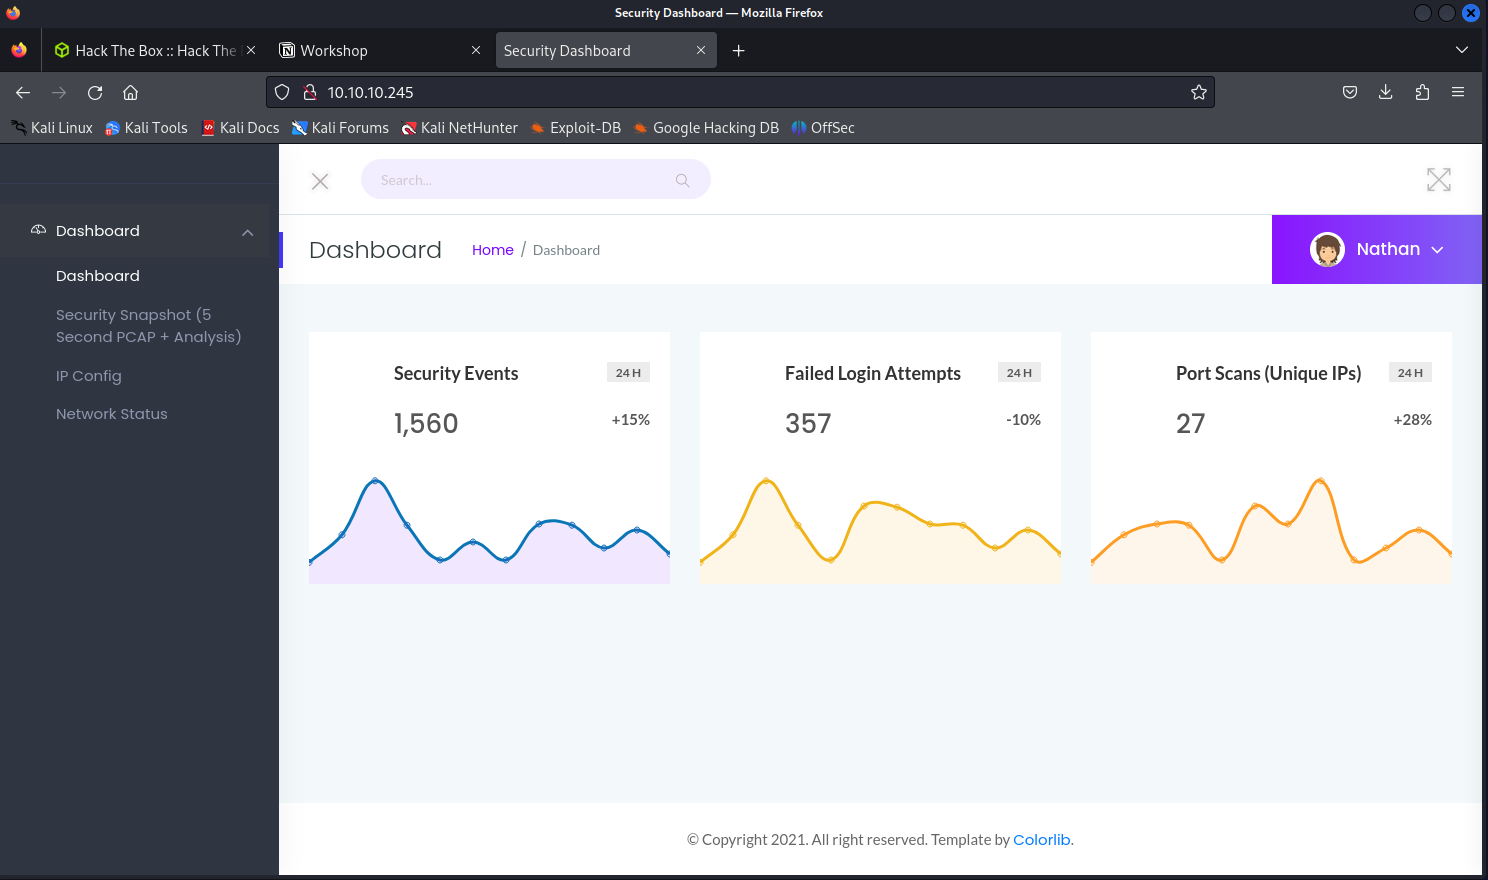 Security Dashboard — Mozilla Firefox
Hack The Box :: Hack The
Workshop
Security Dashboard
10.10.10.245
Kali Linux
Kali Tools
Kali Docs
Kali Forums
Kali NetHunter
Exploit-DB
Google Hacking DB
OffSec
Search...
Dashboard
Dashboard
Security Snapshot (5
Second PCAP + Analysis)
IP Config
Network Status
Dashboard
Home / Dashboard
Nathan
Security Events
24 H
1,560
+15%
Failed Login Attempts
24 H
357
-10%
Port Scans (Unique IPs)
24 H
27
+28%
© Copyright 2021. All right reserved. Template by Colorlib.